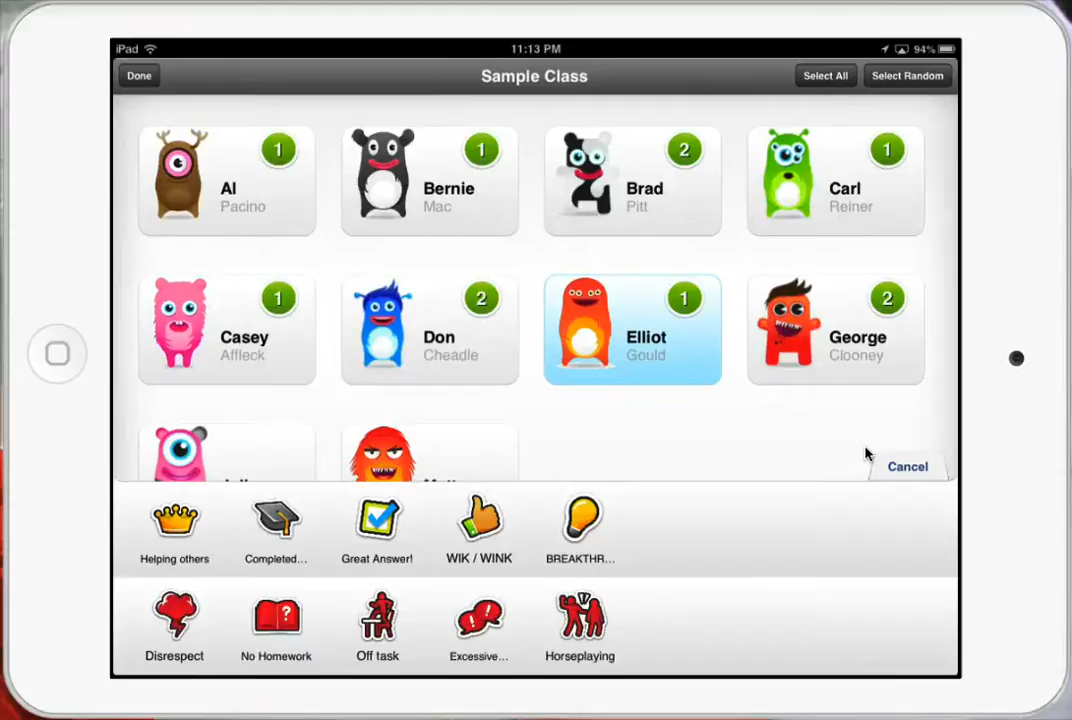 iPad 11:13 PM 94%
Done Sample Class Select All Select Random
1 1 2 1
Al Bernie Brad Carl
Pacino Mac Pitt Reiner
1 2 1 2
Casey Don Elliot George
Affleck Cheadle Gould Clooney
Cancel
Helping others Completed... Great Answer! WIK / WINK BREAKTHR...
?
Disrespect No Homework Off task Excessive... Horseplaying